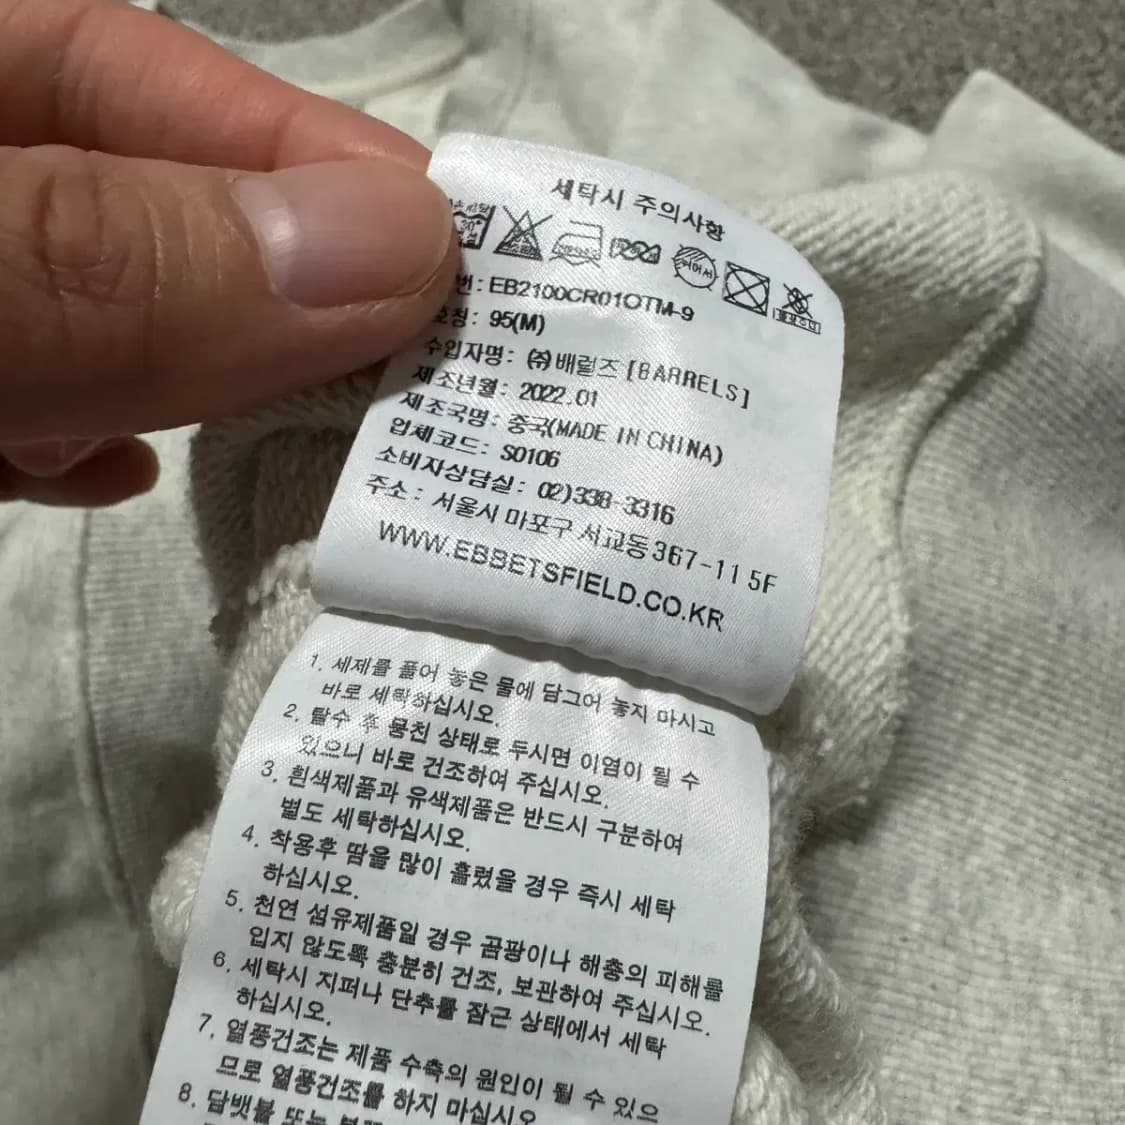 세탁시 주의사항
30°
번: EB2100CR01OTM-9
호칭: 95(M)
수입자명: ㈜배럴즈 [BARRELS]
제조년월: 2022.01
제조국명: 중국(MADE IN CHINA)
업체코드: S0106
소비자상담실: 02)338-3316
주소: 서울시 마포구 서교동 367-11 5F
WWW.EBBETSFIELD.CO.KR
1. 세제를 풀어 놓은 물에 담그어 놓지 마시고
바로 세탁하십시오.
2. 탈수 후 뭉친 상태로 두시면 이염이 될 수
있으니 바로 건조하여 주십시오.
3. 흰색제품과 유색제품은 반드시 구분하여
별도 세탁하십시오.
4. 착용후 땀을 많이 흘렸을 경우 즉시 세탁
하십시오.
5. 천연 섬유제품일 경우 곰팡이나 해충의 피해를
입지 않도록 충분히 건조, 보관하여 주십시오.
6. 세탁시 지퍼나 단추를 잠근 상태에서 세탁
하십시오.
7. 열풍건조는 제품 수축의 원인이 될 수 있으
므로 열풍건조를 하지 마십시오
8. 담뱃불 또는